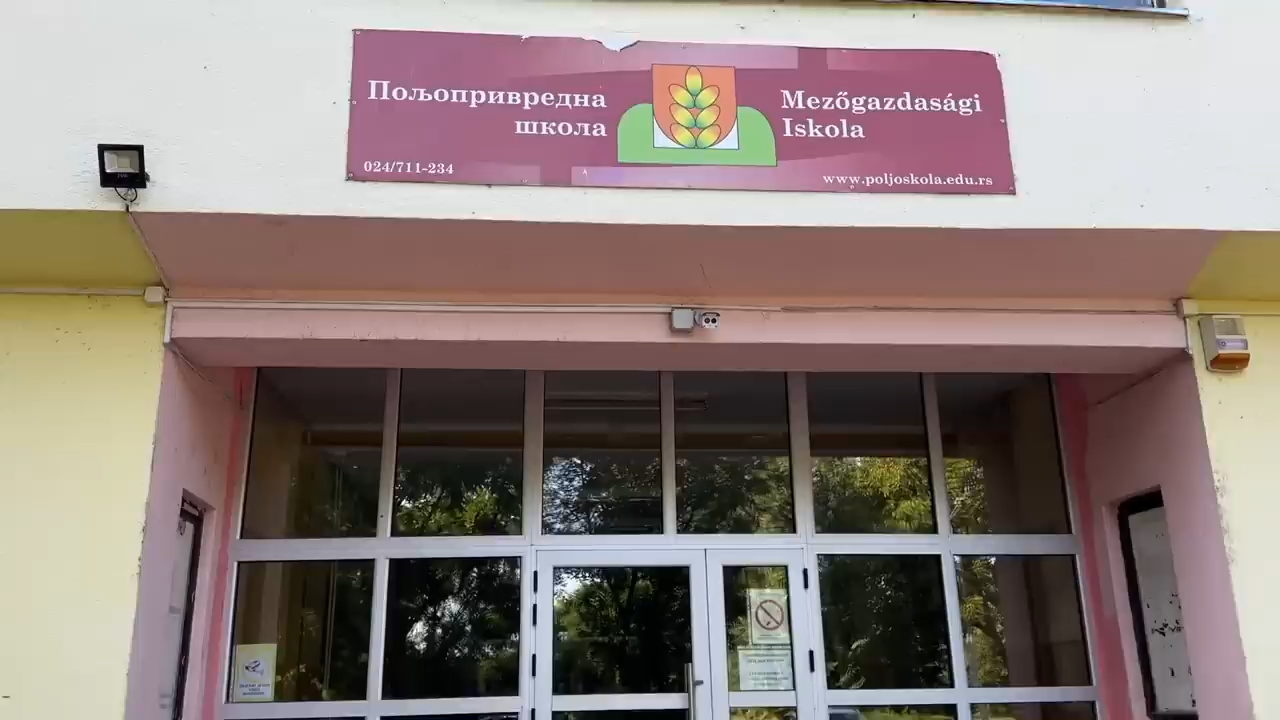 Пољопривредна
школа
Mezőgazdasági
Iskola
024/711-234
www.poljoskola.edu.rs